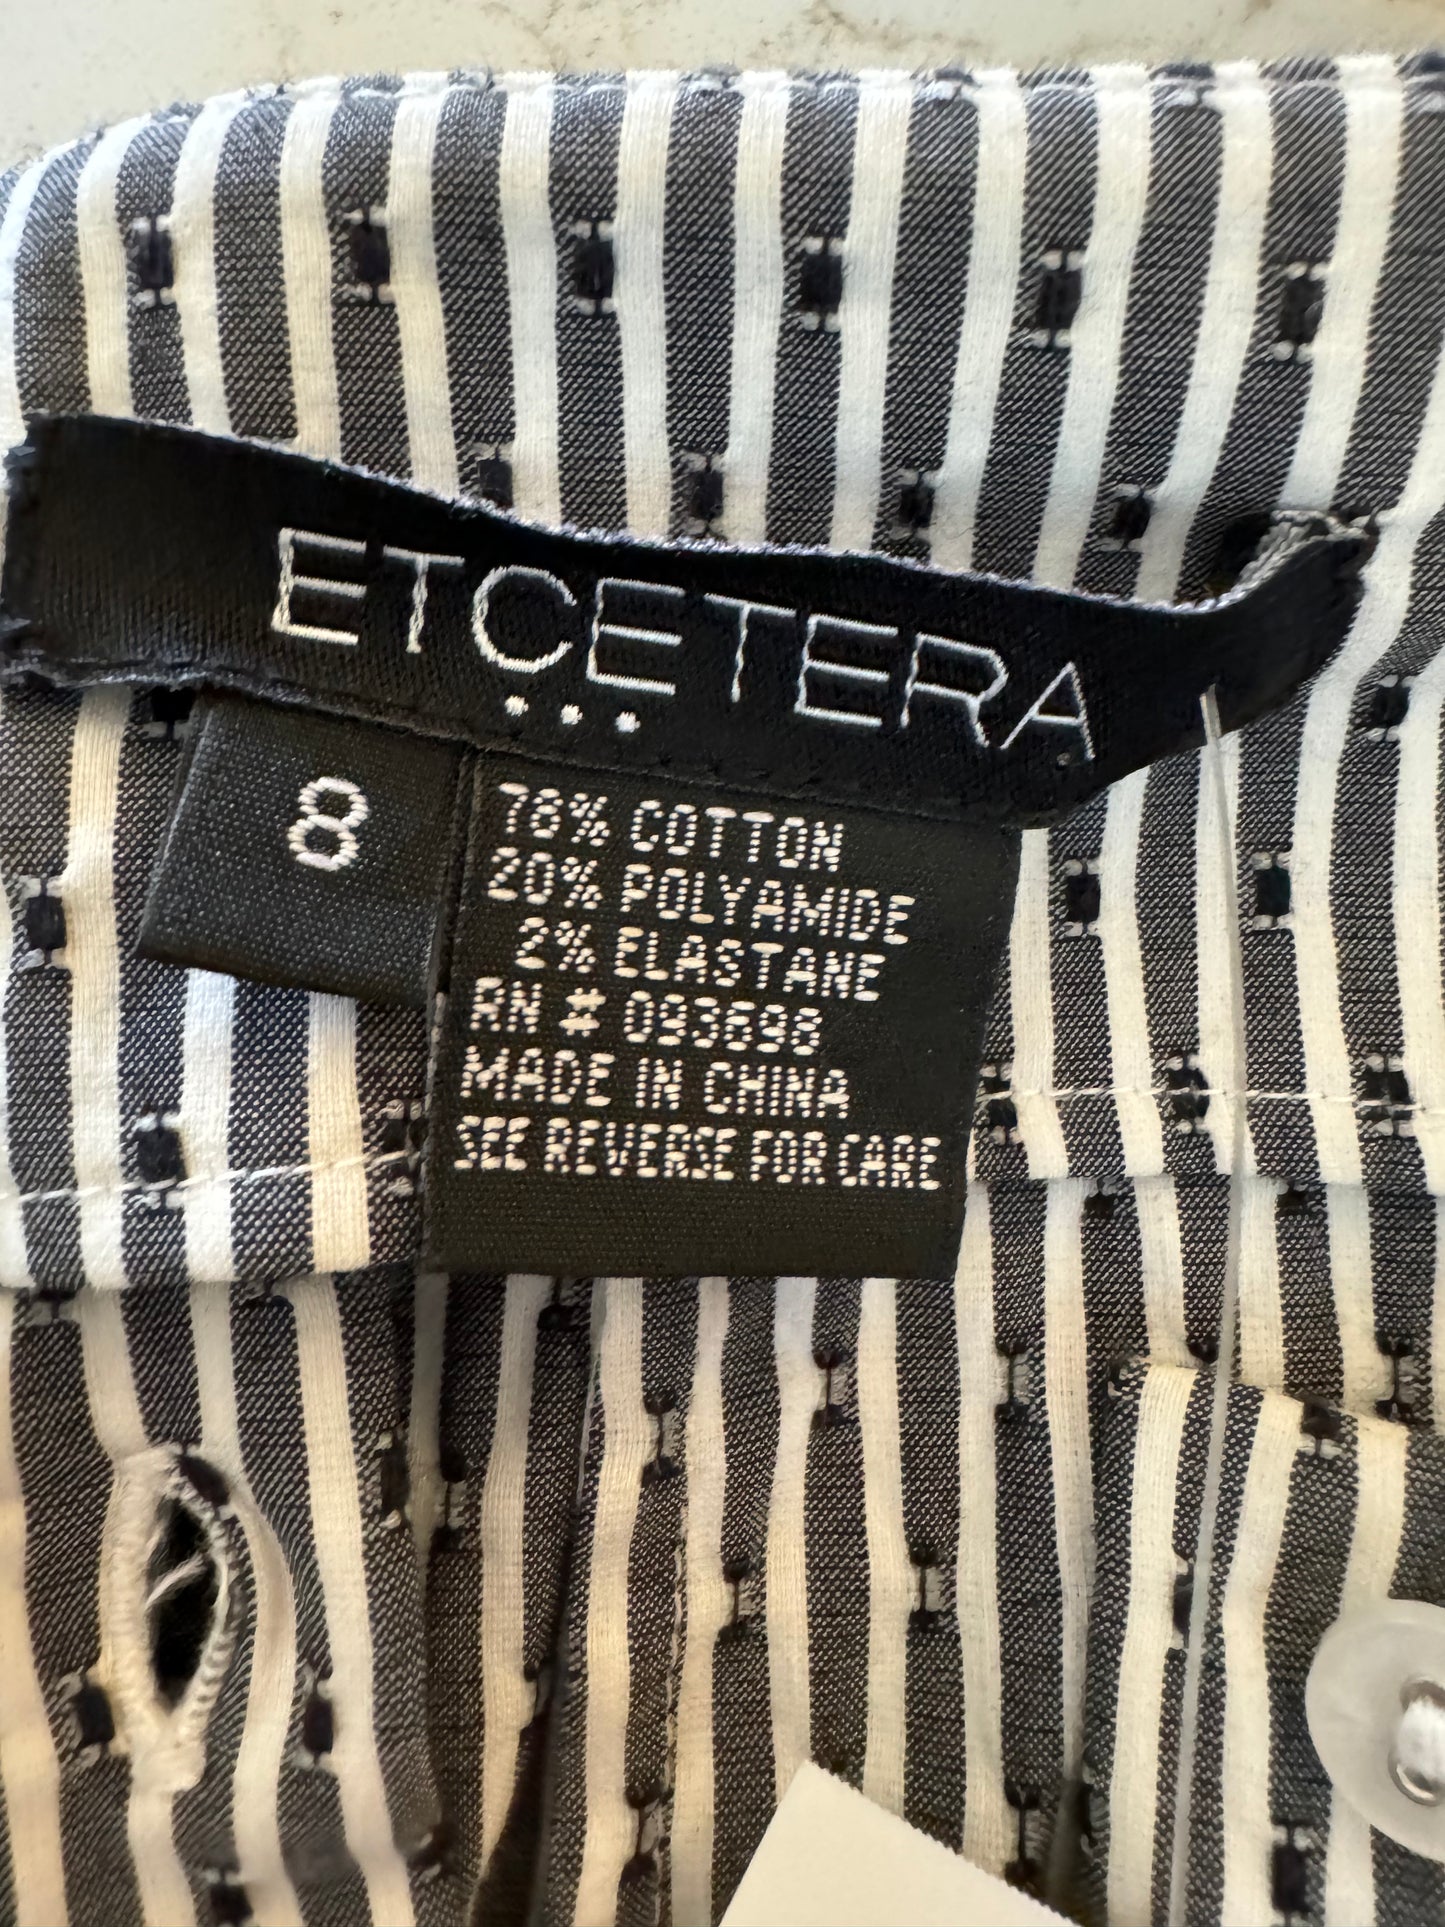 ETCETERA
...
8
78% COTTON
20% POLYAMIDE
2% ELASTANE
RN # 093698
MADE IN CHINA
SEE REVERSE FOR CARE